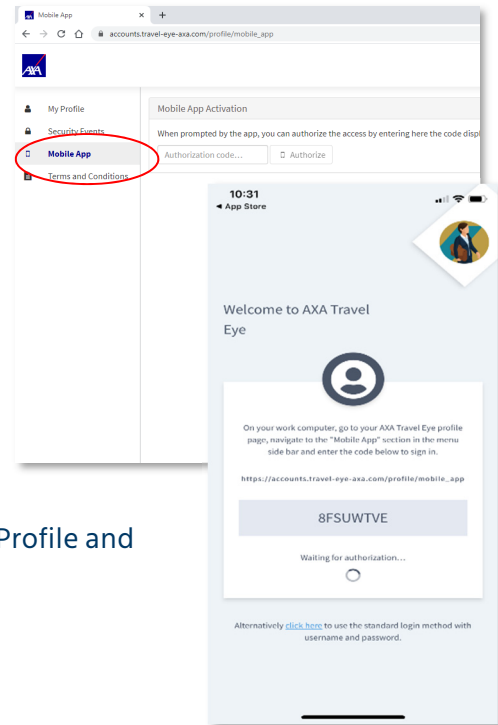 Mobile App
accounts.travel-eye-axa.com/profile/mobile_app
AXA
My Profile
Security Events
Mobile App
Terms and Conditions
Mobile App Activation
When prompted by the app, you can authorize the access by entering here the code displ
Authorization code...
Authorize
10:31
App Store
Welcome to AXA Travel
Eye
On your work computer, go to your AXA Travel Eye profile
page, navigate to the "Mobile App" section in the menu
side bar and enter the code below to sign in.
https://accounts.travel-eye-axa.com/profile/mobile_app
8FSUWTVE
Waiting for authorization...
Alternatively click here to use the standard login method with
username and password.
Profile and